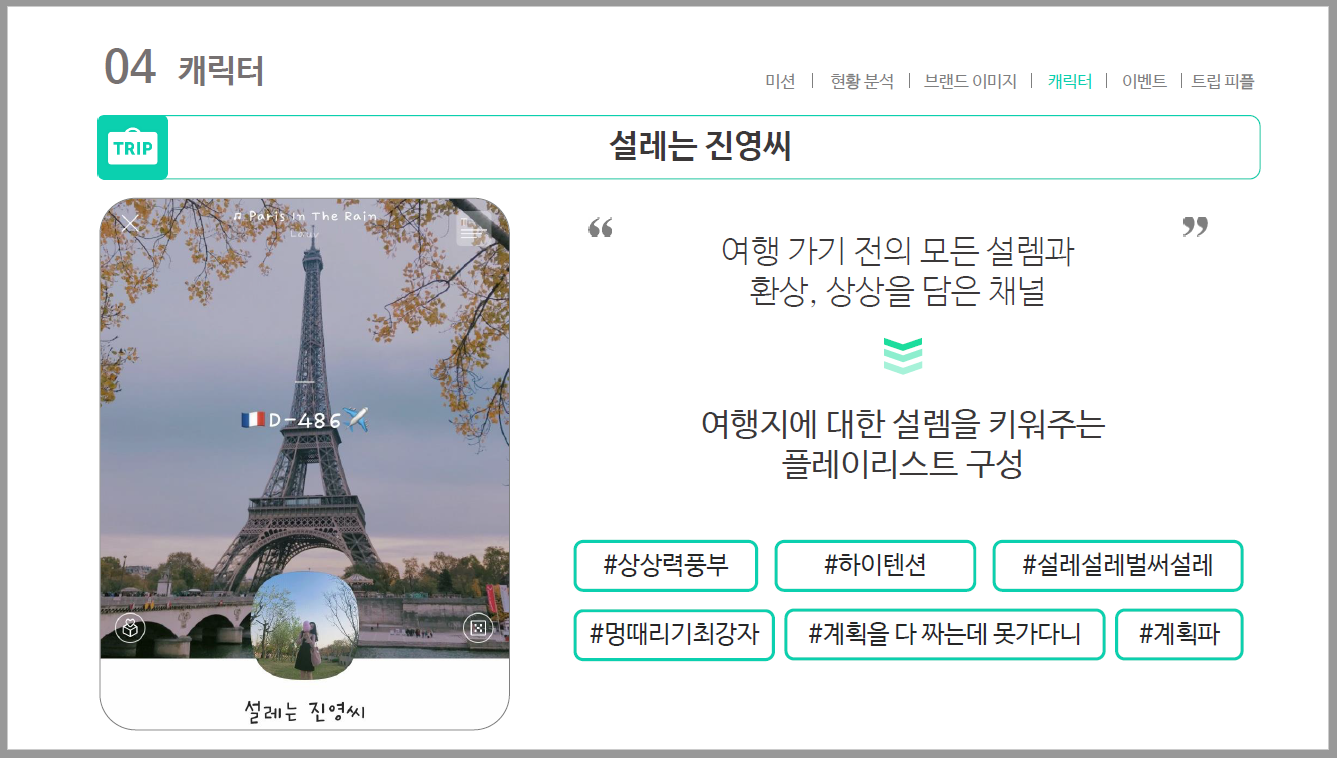 04 캐릭터
미션 | 현황 분석 | 브랜드 이미지 | 캐릭터 | 이벤트 | 트립 피플
TRIP
설레는 진영씨
♫ Paris In The Rain
Lauv
🇫🇷D-486✈️
설레는 진영씨
“ ”
여행 가기 전의 모든 설렘과
환상, 상상을 담은 채널
여행지에 대한 설렘을 키워주는
플레이리스트 구성
#상상력풍부 #하이텐션 #설레설레벌써설레
#멍때리기최강자 #계획을 다 짜는데 못가다니 #계획파